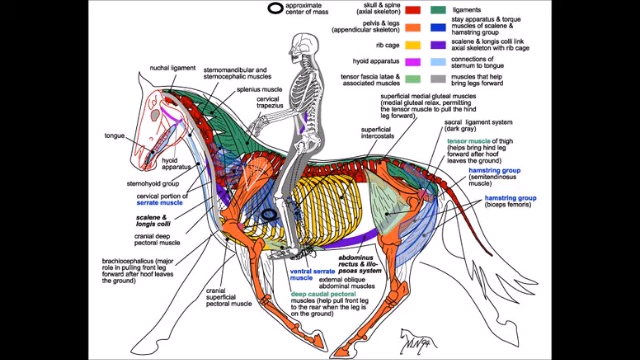 approximate
center of mass
skull & spine
(axial skeleton)
pelvis & legs
(appendicular skeleton)
rib cage
hyoid apparatus
tensor fascia latae &
associated muscles
ligaments
stay apparatus & torque
muscles of scalene &
hamstring group
scalene & longis colli link
axial skeleton with rib cage
connections of
sternum to tongue
muscles that help
bring legs forward
nuchal ligament
sternomandibular and
sternocephalic muscles
splenius muscle
cervical
trapezius
superficial medial gluteal muscles
(medial gluteal relax, permitting
the tensor muscle to pull the hind
leg forward)
superficial
intercostals
sacral ligament system
(dark gray)
tensor muscle of thigh
(helps bring hind leg
forward after hoof
leaves the ground)
hamstring group
(semitendinosus
muscle)
hamstring group
(biceps femoris)
tongue
hyoid
apparatus
sternohyoid group
cervical portion of
serrate muscle
scalene &
longis colli
cranial deep
pectoral muscle
brachiocephalicus (major
role in pulling front leg
forward after hoof leaves
the ground)
cranial
superficial
pectoral muscle
ventral serrate
muscle
abdominus
rectus & ilio-
psoas system
external oblique
abdominal muscles
deep caudal pectoral
muscles (help pull front leg
to the rear when the leg is
on the ground)